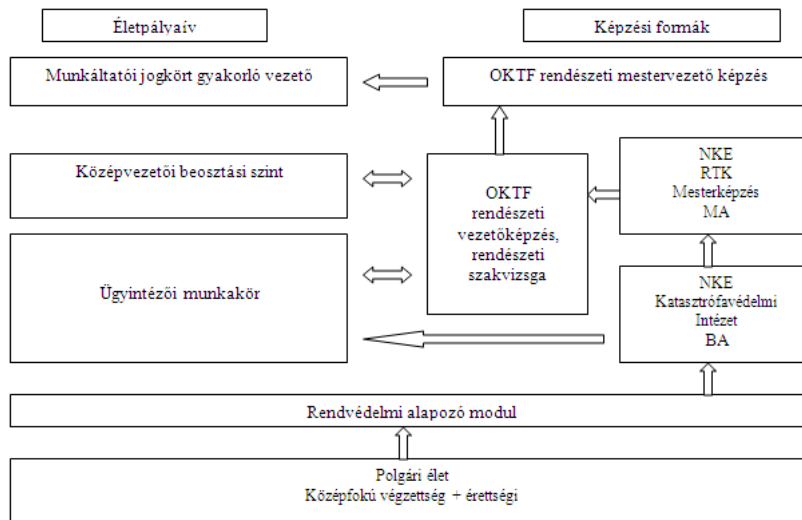 Életpályaív
Képzési formák
Munkáltatói jogkört gyakorló vezető
OKTF rendészeti mestervezető képzés
Középvezetői beosztási szint
OKTF
rendészeti
vezetőképzés,
rendészeti
szakvizsga
NKE
RTK
Mesterképzés
MA
Ügyintézői munkakör
NKE
Katasztrófavédelmi
Intézet
BA
Rendvédelmi alapozó modul
Polgári élet
Középfokú végzettség + érettségi